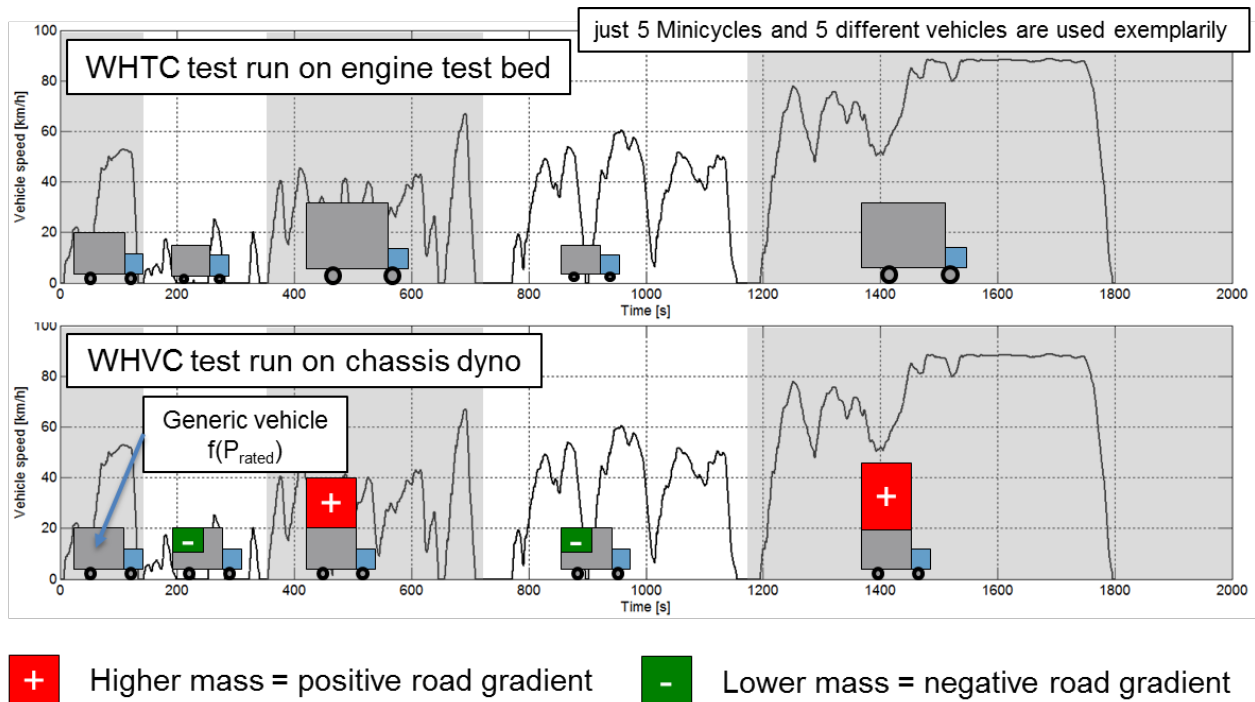 just 5 Minicycles and 5 different vehicles are used exemplarily
WHTC test run on engine test bed
Vehicle speed [km/h]
100
80
60
40
20
0
0 200 400 600 800 1000 1200 1400 1600 1800 2000
Time [s]
WHVC test run on chassis dyno
Generic vehicle
f(Prated)
Vehicle speed [km/h]
100
80
60
40
20
0
+
+
-
-
0 200 400 600 800 1000 1200 1400 1600 1800 2000
Time [s]
+ Higher mass = positive road gradient
- Lower mass = negative road gradient